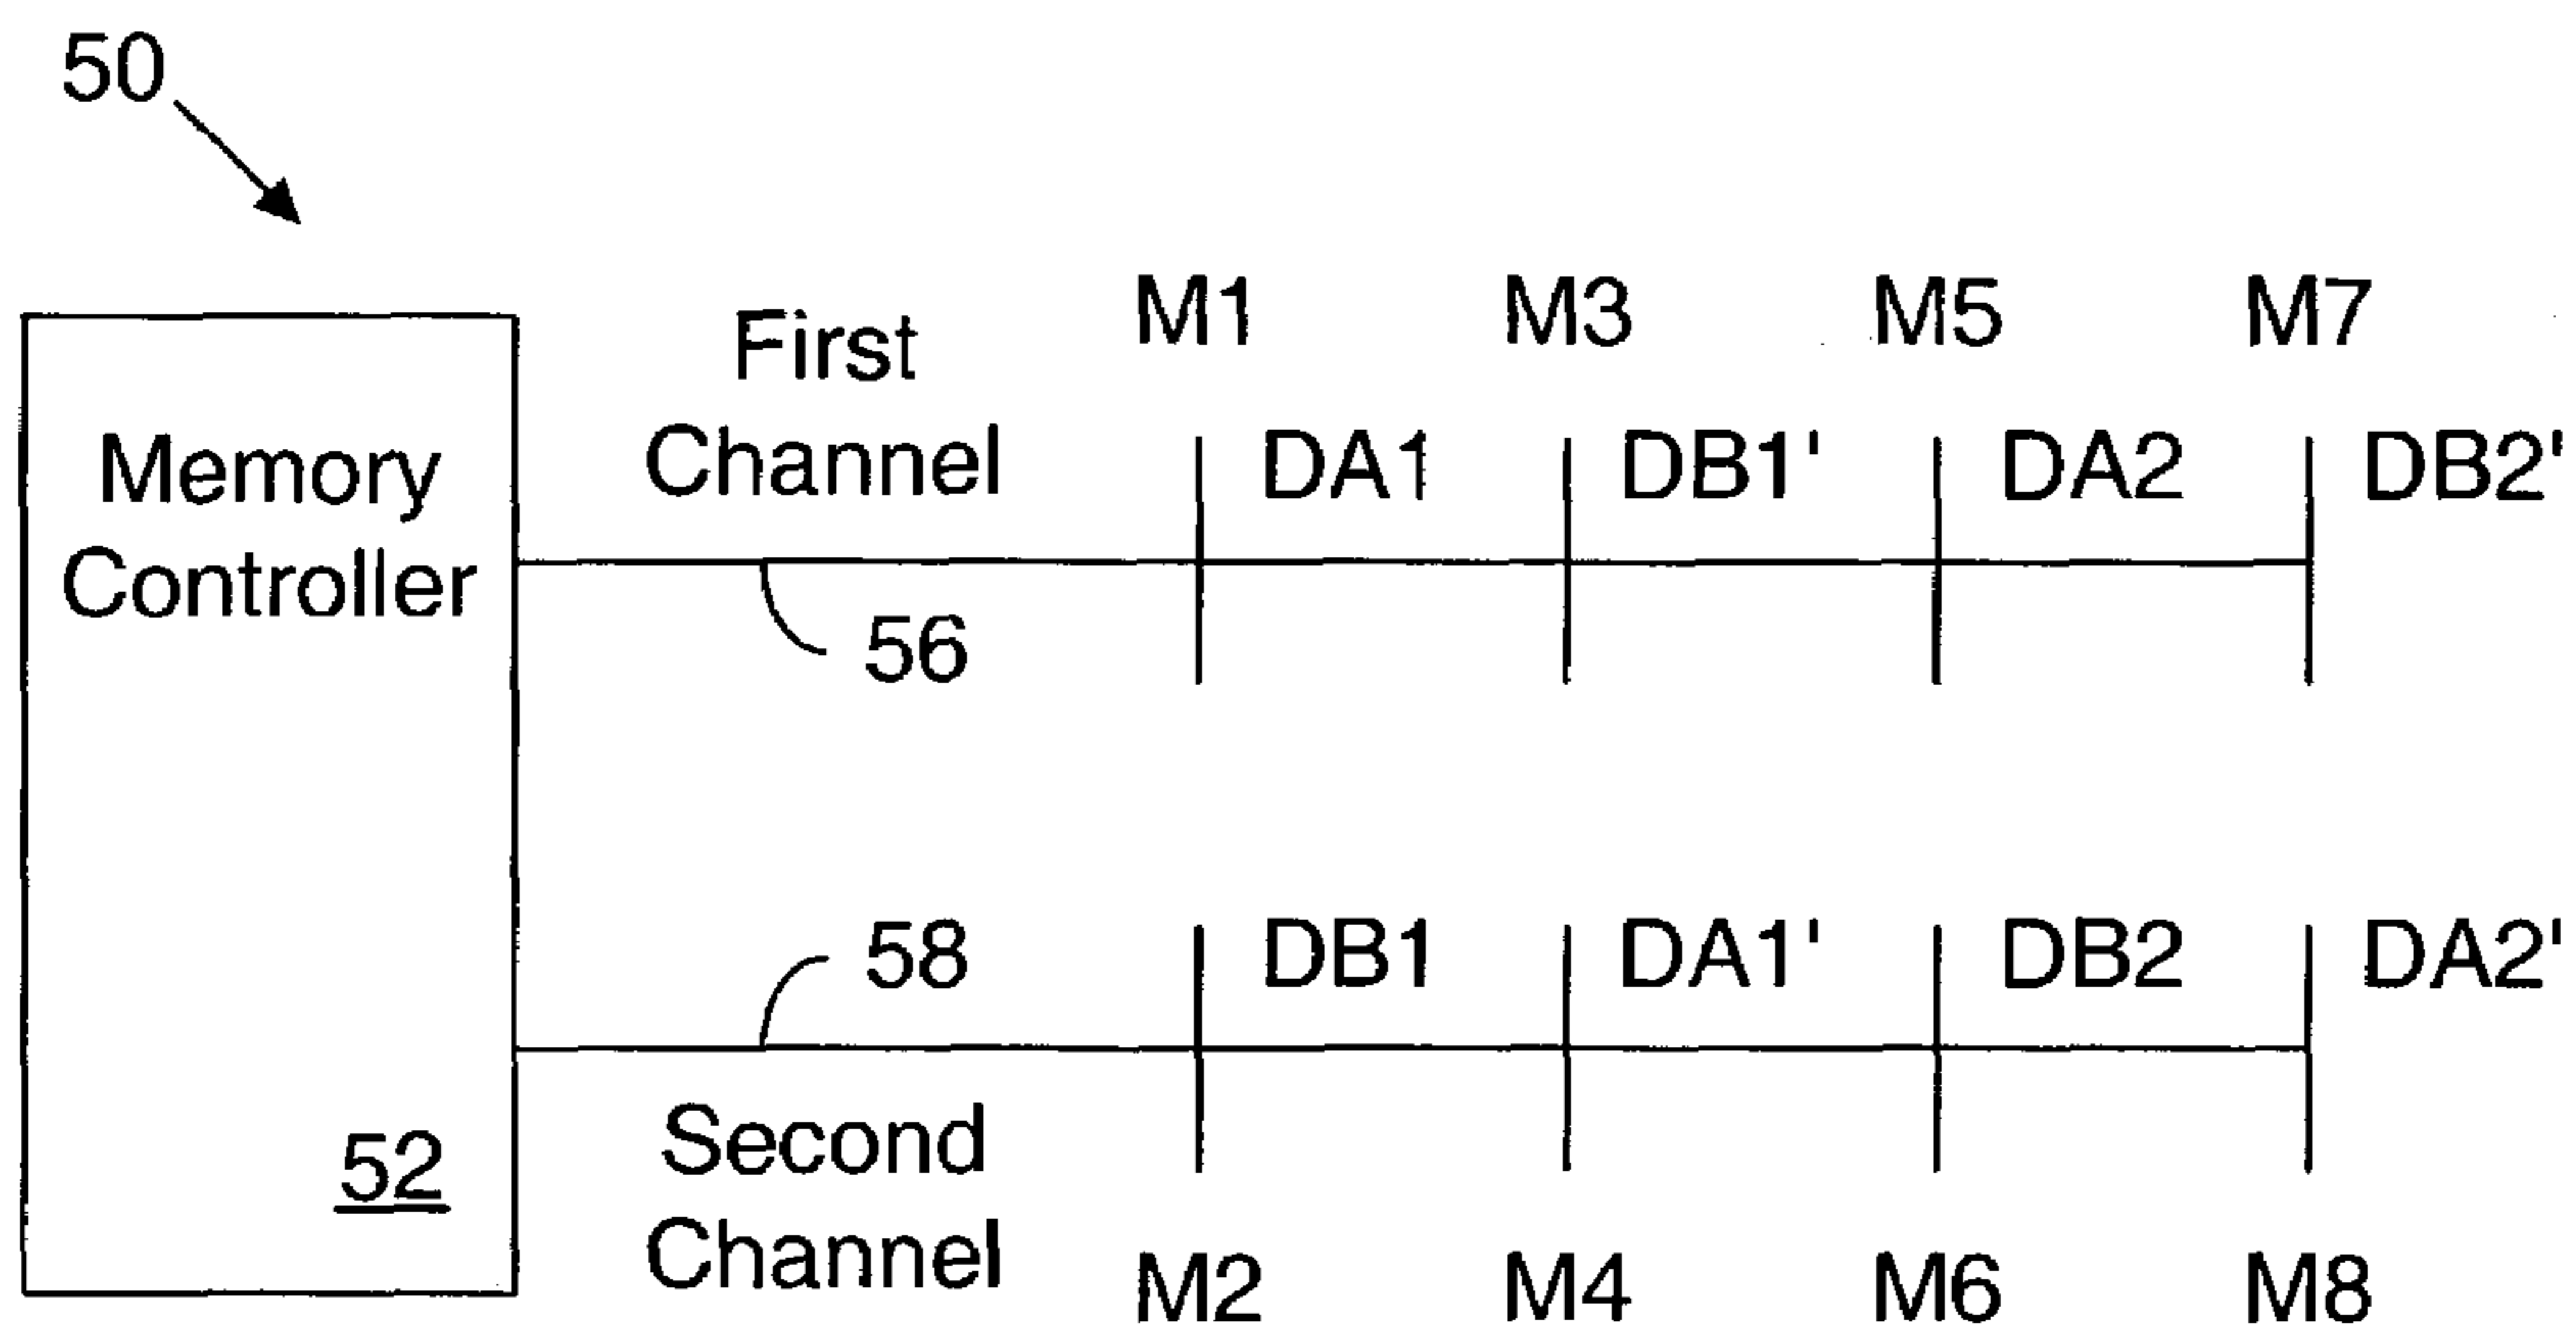 50
M1 M3 M5 M7
First
Channel
DA1 DB1' DA2 DB2'
Memory
Controller
56
58
DB1 DA1' DB2 DA2'
52
Second
Channel
M2 M4 M6 M8